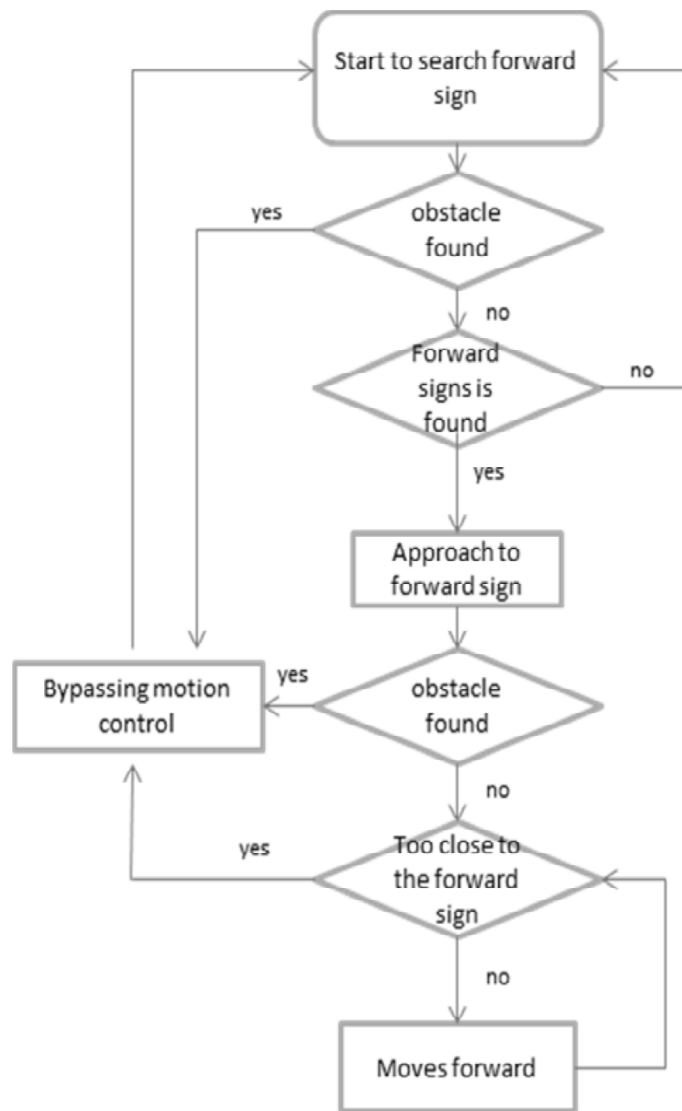 Start to search forward
sign
yes
obstacle
found
no
Forward
signs is
found
no
yes
Approach to
forward sign
Bypassing motion
control
yes
obstacle
found
no
yes
Too close to
the forward
sign
no
Moves forward